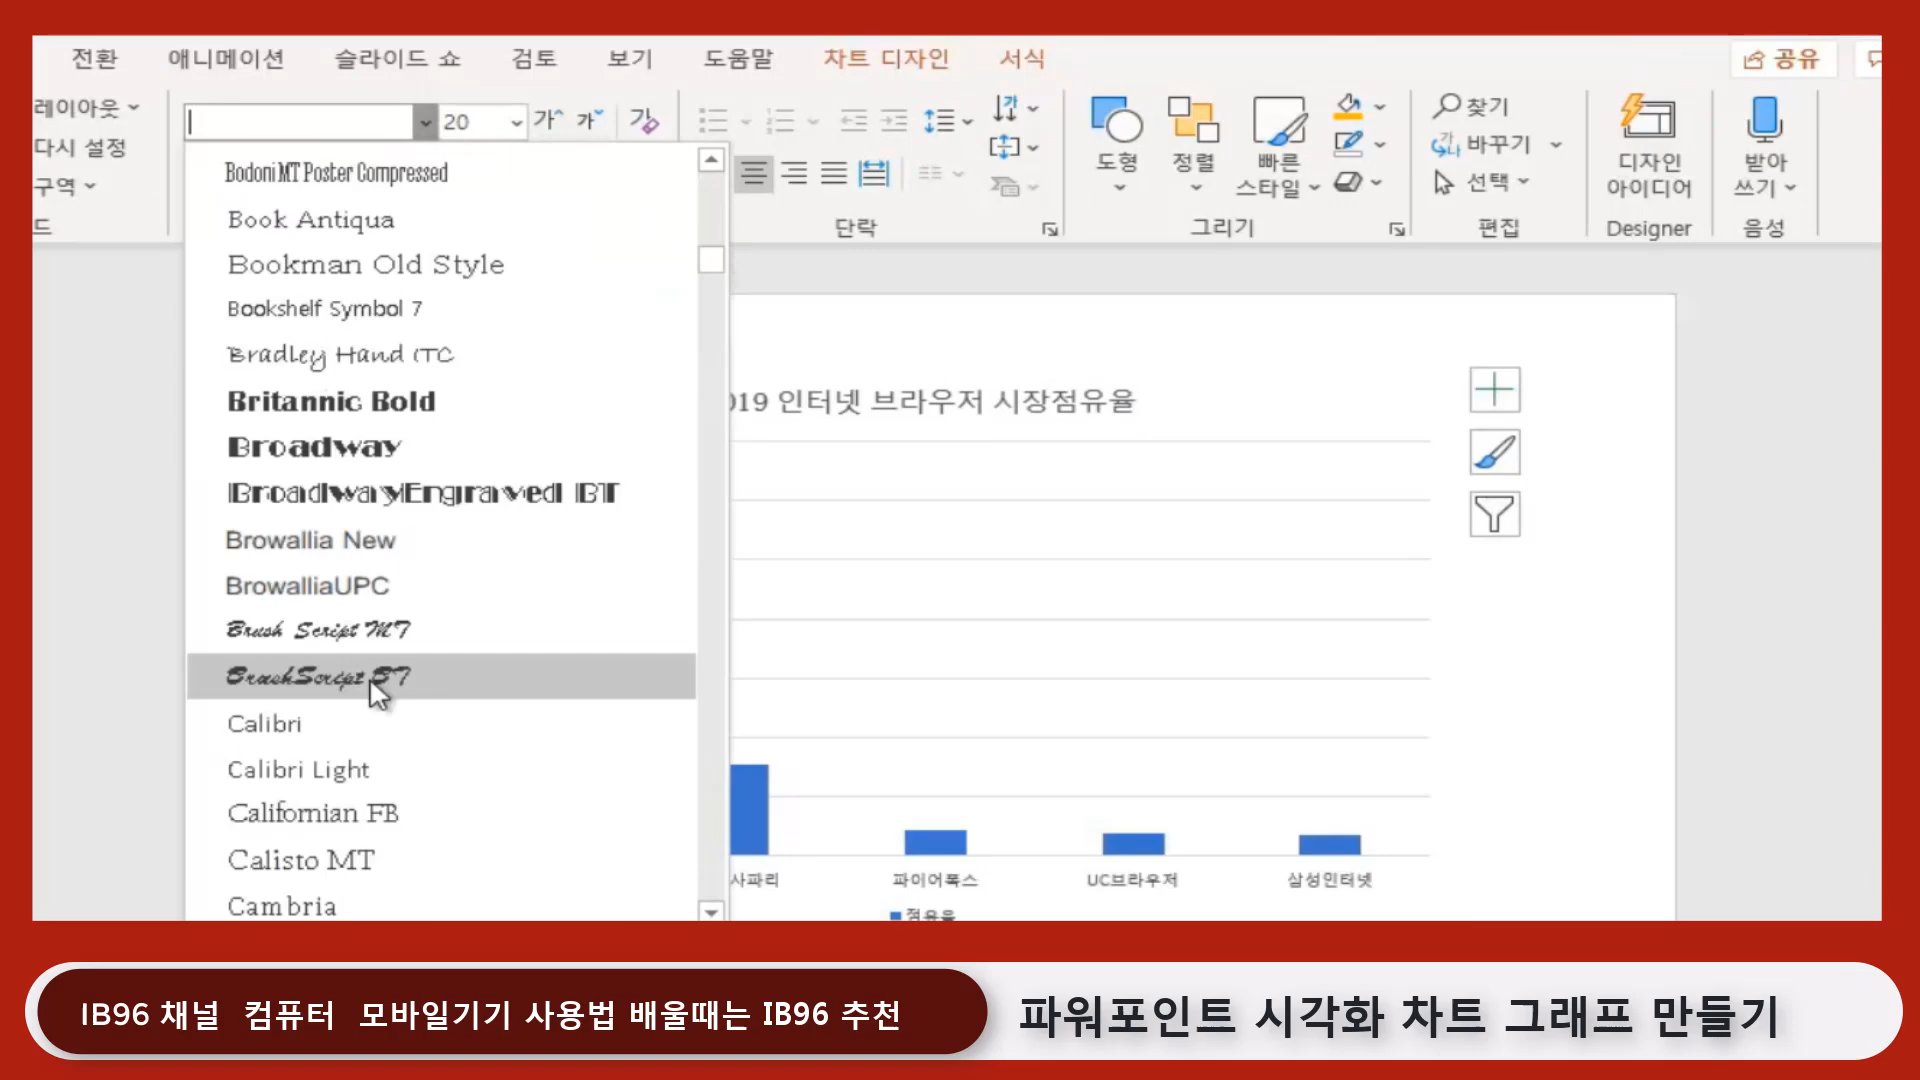 전환 애니메이션 슬라이드 쇼 검토 보기 도움말 차트 디자인 서식 공유
레이아웃
다시 설정
구역
드
20 가 가 가
단락
도형
정렬
빠른
스타일
그리기
찾기
바꾸기
선택
편집
디자인
아이디어
Designer
받아
쓰기
음성
Bodoni MT Poster Compressed
Book Antiqua
Bookman Old Style
Bookshelf Symbol 7
Bradley Hand ITC
Britannic Bold
Broadway
BroadwayEngraved BT
Browallia New
BrowalliaUPC
Brush Script MT
BrushScript BT
Calibri
Calibri Light
Californian FB
Calisto MT
Cambria
019 인터넷 브라우저 시장점유율
사파리 파이어폭스 UC브라우저 삼성인터넷
점유율
IB96 채널 컴퓨터 모바일기기 사용법 배울때는 IB96 추천
파워포인트 시각화 차트 그래프 만들기